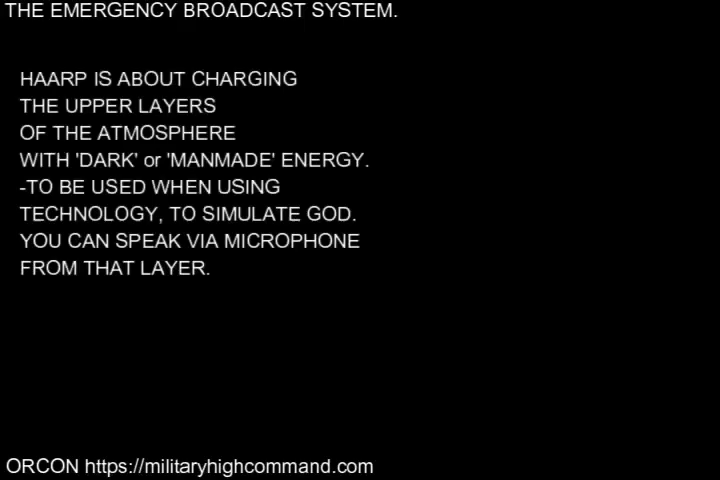 THE EMERGENCY BROADCAST SYSTEM.
HAARP IS ABOUT CHARGING
THE UPPER LAYERS
OF THE ATMOSPHERE
WITH 'DARK' or 'MANMADE' ENERGY.
-TO BE USED WHEN USING
TECHNOLOGY, TO SIMULATE GOD.
YOU CAN SPEAK VIA MICROPHONE
FROM THAT LAYER.
ORCON https://militaryhighcommand.com